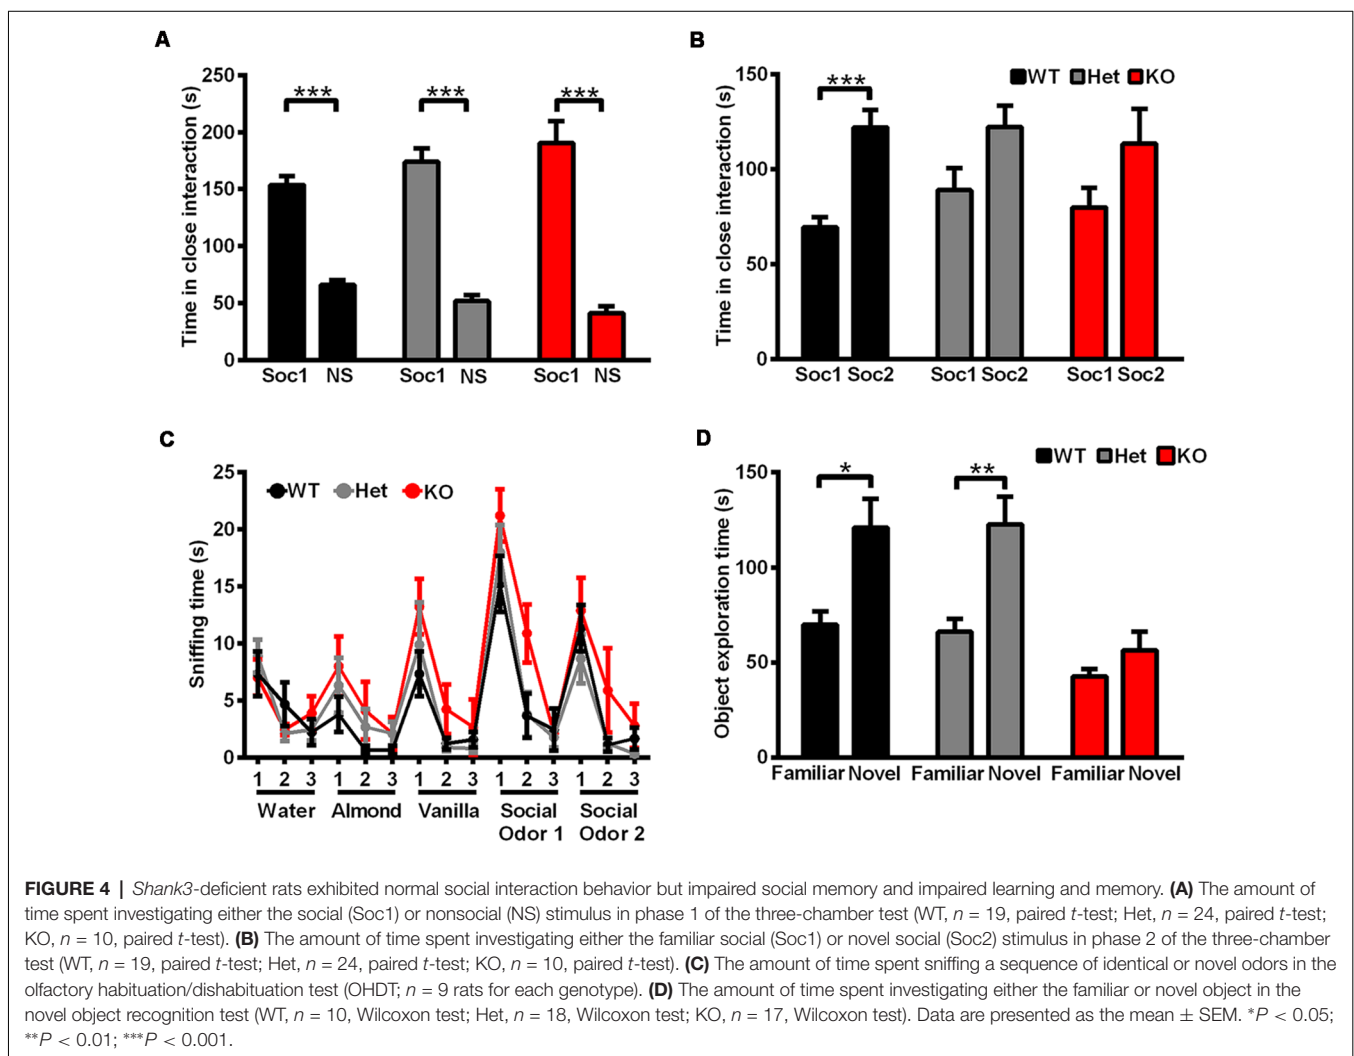 A
Time in close interaction (s)
250
200
150
100
50
0
***
***
***
Soc1 NS Soc1 NS Soc1 NS
B
WT Het KO
Time in close interaction (s)
150
100
50
0
***
Soc1 Soc2 Soc1 Soc2 Soc1 Soc2
C
WT Het KO
Sniffing time (s)
25
20
15
10
5
0
1 2 3 1 2 3 1 2 3 1 2 3 1 2 3
Water Almond Vanilla Social Social
Odor 1 Odor 2
D
WT Het KO
Object exploration time (s)
150
100
50
0
*
**
Familiar Novel Familiar Novel Familiar Novel
FIGURE 4 | Shank3-deficient rats exhibited normal social interaction behavior but impaired social memory and impaired learning and memory. (A) The amount of
time spent investigating either the social (Soc1) or nonsocial (NS) stimulus in phase 1 of the three-chamber test (WT, n = 19, paired t-test; Het, n = 24, paired t-test;
KO, n = 10, paired t-test). (B) The amount of time spent investigating either the familiar social (Soc1) or novel social (Soc2) stimulus in phase 2 of the three-chamber
test (WT, n = 19, paired t-test; Het, n = 24, paired t-test; KO, n = 10, paired t-test). (C) The amount of time spent sniffing a sequence of identical or novel odors in the
olfactory habituation/dishabituation test (OHDT; n = 9 rats for each genotype). (D) The amount of time spent investigating either the familiar or novel object in the
novel object recognition test (WT, n = 10, Wilcoxon test; Het, n = 18, Wilcoxon test; KO, n = 17, Wilcoxon test). Data are presented as the mean ± SEM. *P < 0.05;
**P < 0.01; ***P < 0.001.